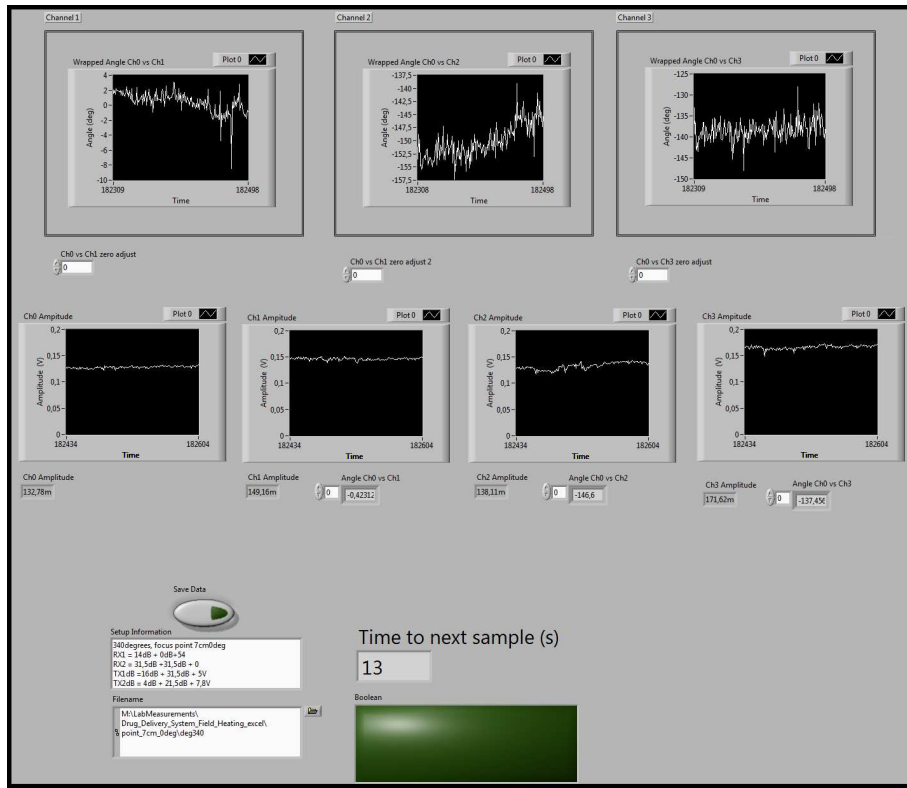 Channel 1
Channel 2
Channel 3
Wrapped Angle Ch0 vs Ch1
Plot 0
Angle (deg)
4
2
0
-2
-4
-6
-8
-10
182309
182498
Time
Wrapped Angle Ch0 vs Ch2
Plot 0
Angle (deg)
-137,5
-140
-142,5
-145
-147,5
-150
-152,5
-155
-157,5
182308
182498
Time
Wrapped Angle Ch0 vs Ch3
Plot 0
Angle (deg)
-125
-130
-135
-140
-145
-150
182309
182498
Time
Ch0 vs Ch1 zero adjust
0
Ch0 vs Ch1 zero adjust 2
0
Ch0 vs Ch3 zero adjust
0
Ch0 Ampitude
Plot 0
Amplitude (V)
0,2
0,15
0,1
0,05
0
182434
182604
Time
Ch1 Ampitude
Plot 0
Amplitude (V)
0,2
0,15
0,1
0,05
0
182434
182604
Time
Ch2 Ampitude
Plot 0
Amplitude (V)
0,2
0,15
0,1
0,05
0
182434
182604
Time
Ch3 Ampitude
Plot 0
Amplitude (V)
0,2
0,15
0,1
0,05
0
182434
182604
Time
Ch0 Amplitude
132,78m
Ch1 Amplitude
149,16m
Angle Ch0 vs Ch1
0
-0,42312
Ch2 Amplitude
138,11m
Angle Ch0 vs Ch2
0
-146,6
Ch3 Amplitude
171,62m
Angle Ch0 vs Ch3
0
-137,456
Save Data
Setup Information
340degrees, focus point 7cm0deg
RX1 = 14dB + 0dB+54
RX2 = 31,5dB +31,5dB + 0
TX1dB =16dB + 31,5dB + 5V
TX2dB = 4dB + 21,5dB + 7,8V
Filename
M:\LabMeasurements\
Drug_Delivery_System_Field_Heating_excel\
point_7cm_0deg\deg340
Time to next sample (s)
13
Boolean